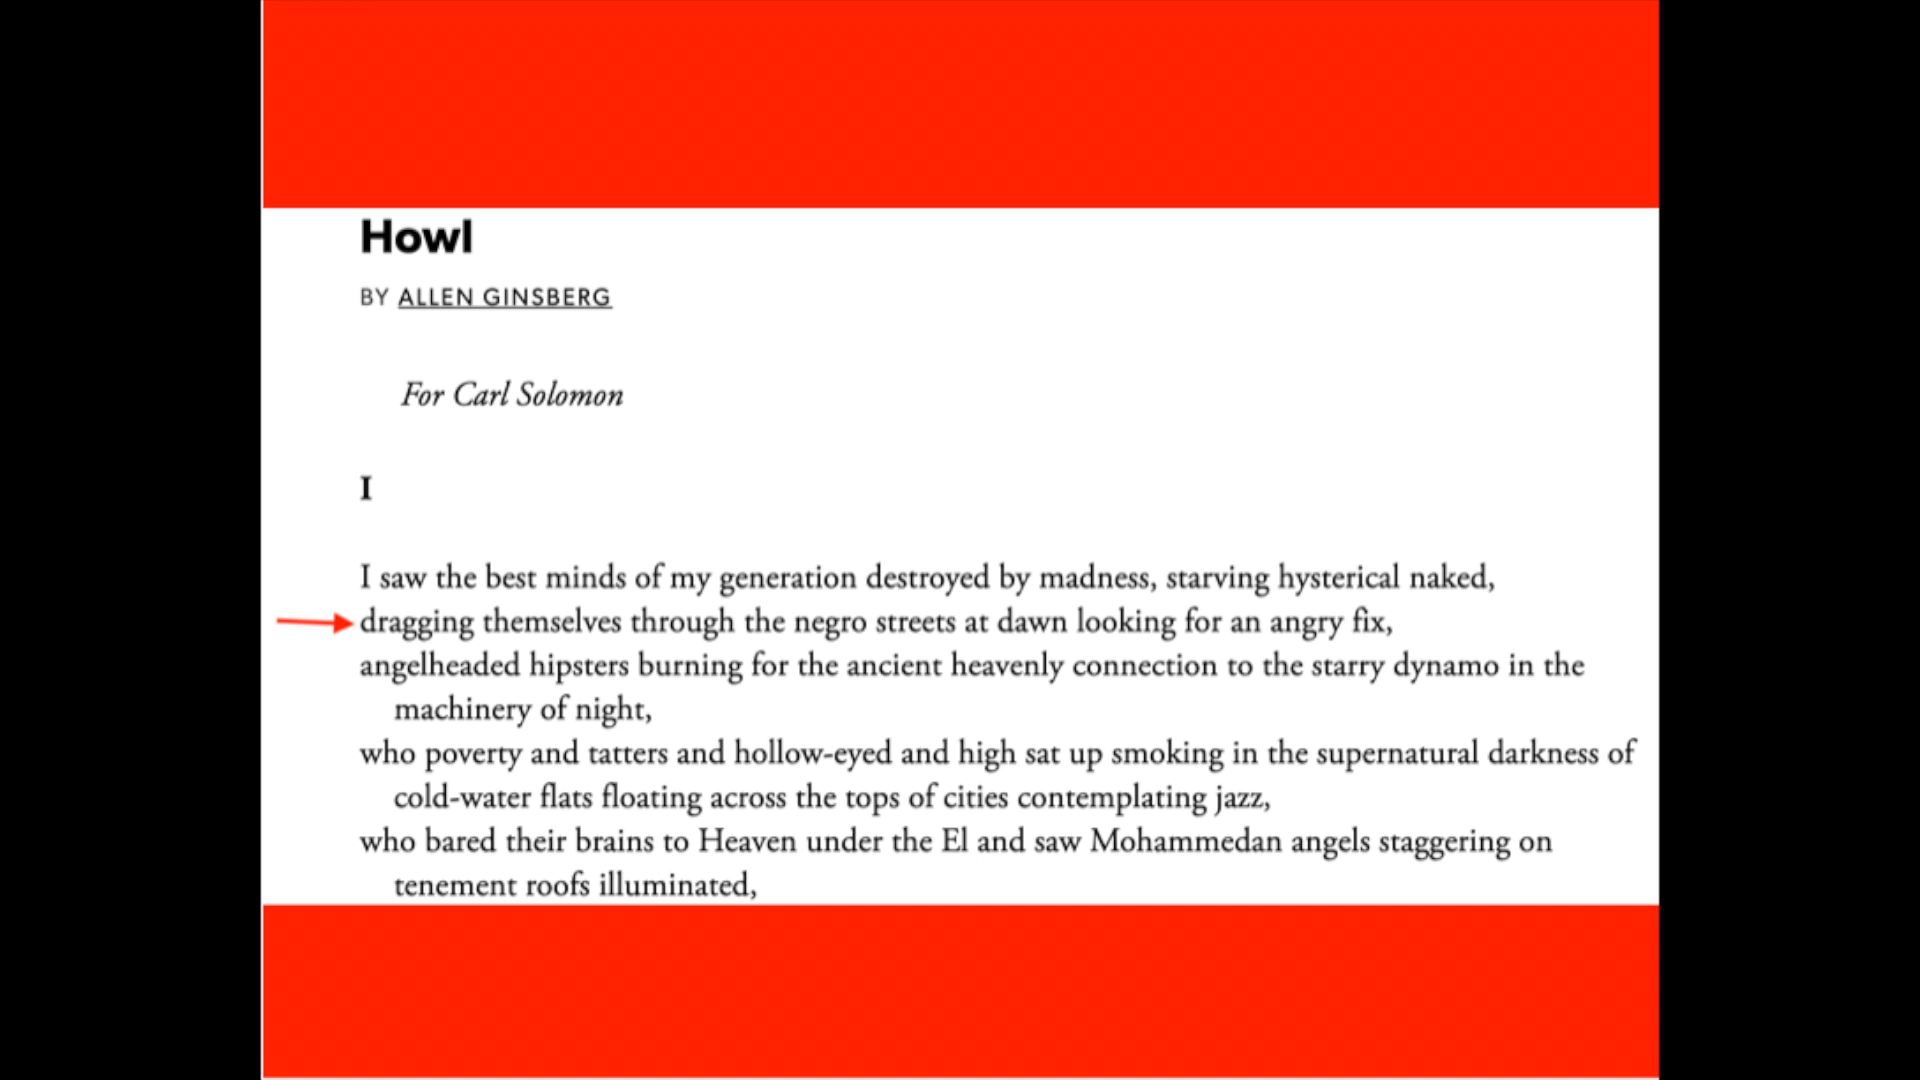 Howl
BY ALLEN GINSBERG
For Carl Solomon
I
I saw the best minds of my generation destroyed by madness, starving hysterical naked,
dragging themselves through the negro streets at dawn looking for an angry fix,
angelheaded hipsters burning for the ancient heavenly connection to the starry dynamo in the
machinery of night,
who poverty and tatters and hollow-eyed and high sat up smoking in the supernatural darkness of
cold-water flats floating across the tops of cities contemplating jazz,
who bared their brains to Heaven under the El and saw Mohammedan angels staggering on
tenement roofs illuminated,